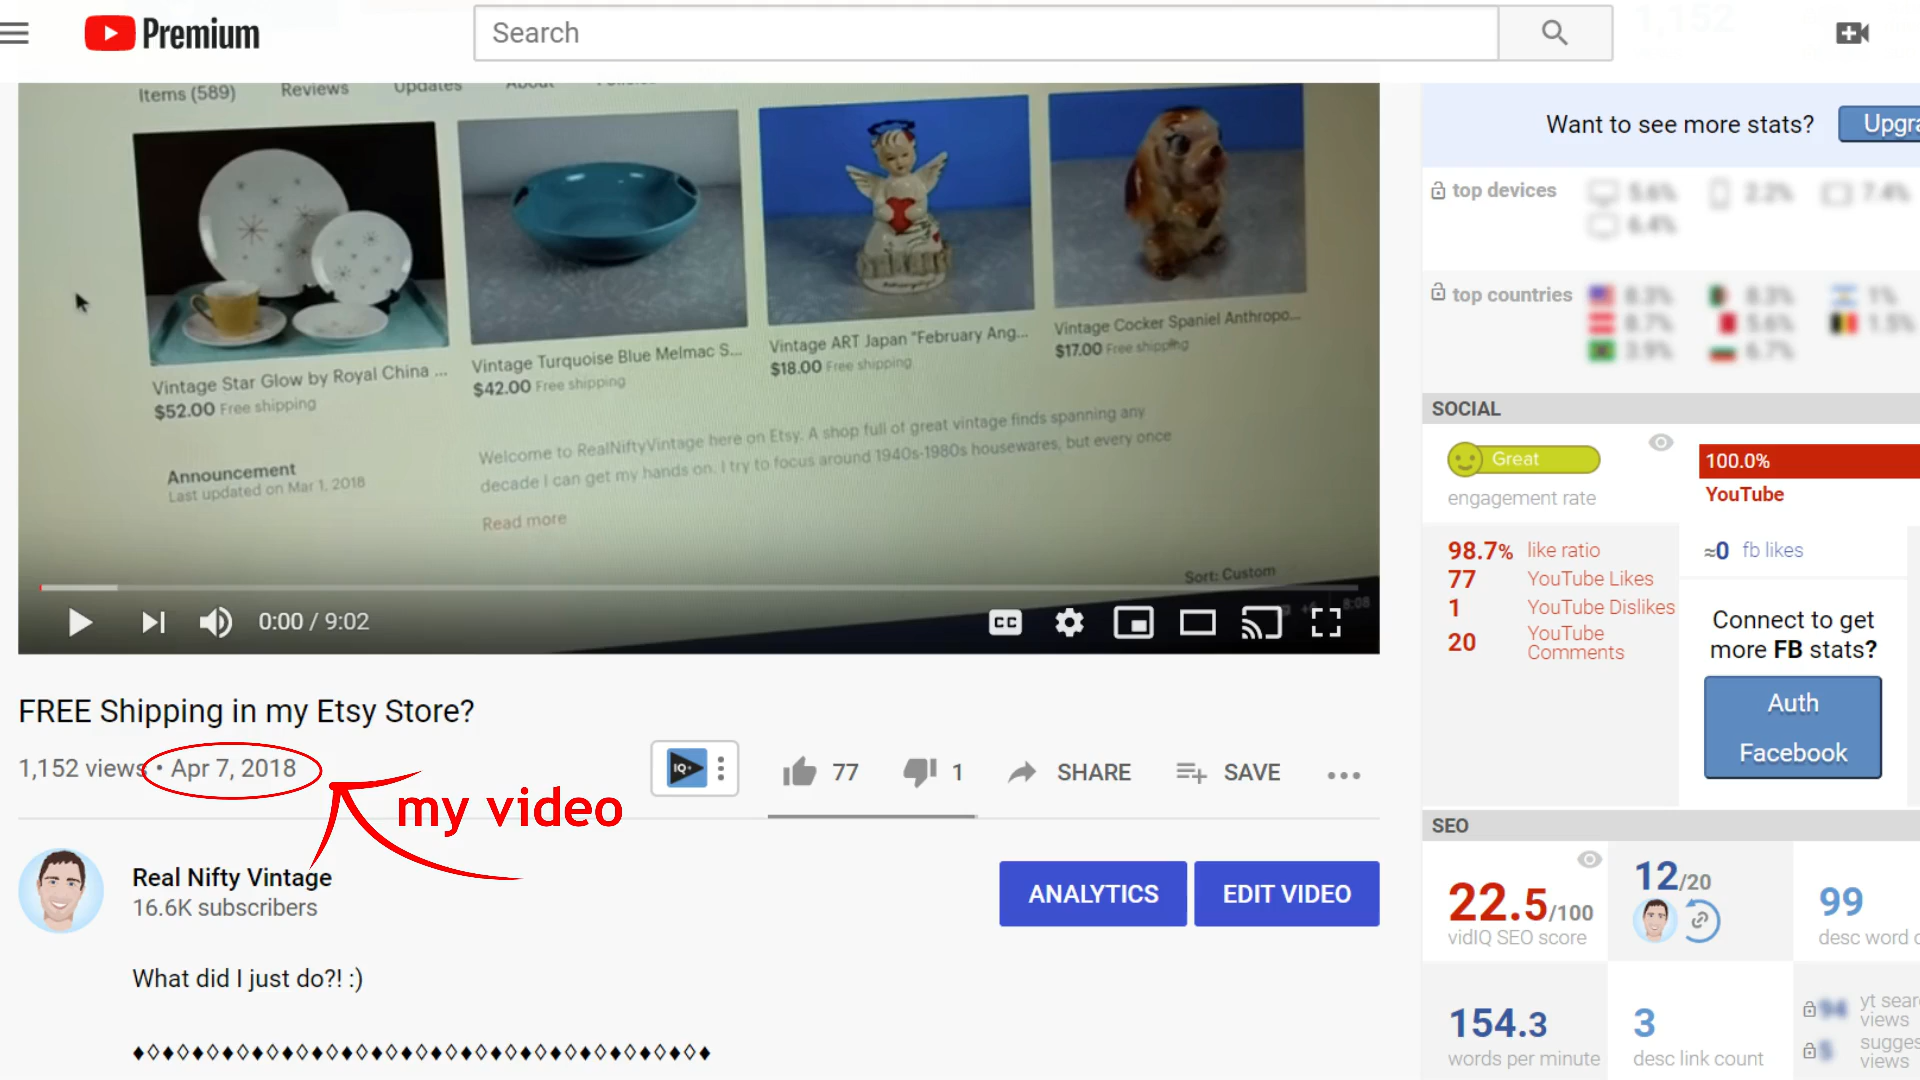 Premium
Search
Items (589)
Reviews
Updates
About
Vintage Star Glow by Royal China ...
$52.00 Free shipping
Vintage Turquoise Blue Melmac S...
$42.00 Free shipping
Vintage ART Japan "February Ang...
$18.00 Free shipping
Vintage Cocker Spaniel Anthropo...
$17.00 Free shipping
Announcement
Last updated on Mar 1, 2018
Welcome to RealNiftyVintage here on Etsy. A shop full of great vintage finds spanning any
decade I can get my hands on. I try to focus around 1940s-1980s housewares, but every once
Read more
Sort: Custom
8:08
0:00 / 9:02
CC
FREE Shipping in my Etsy Store?
1,152 views • Apr 7, 2018
my video
IQ+
77
1
SHARE
SAVE
Real Nifty Vintage
16.6K subscribers
ANALYTICS
EDIT VIDEO
What did I just do?! :)
♦◊♦◊♦◊♦◊♦◊♦◊♦◊♦◊♦◊♦◊♦◊♦◊♦◊♦◊♦◊♦◊♦◊♦◊♦◊♦
Want to see more stats?
Upgra
top devices
top countries
SOCIAL
Great
engagement rate
100.0%
YouTube
98.7% like ratio
77 YouTube Likes
1 YouTube Dislikes
20 YouTube
Comments
≈0 fb likes
Connect to get
more FB stats?
Auth
Facebook
SEO
22.5/100
vidIQ SEO score
12/20
99
desc word c
154.3
words per minute
3
desc link count
yt sear
views
sugges
views